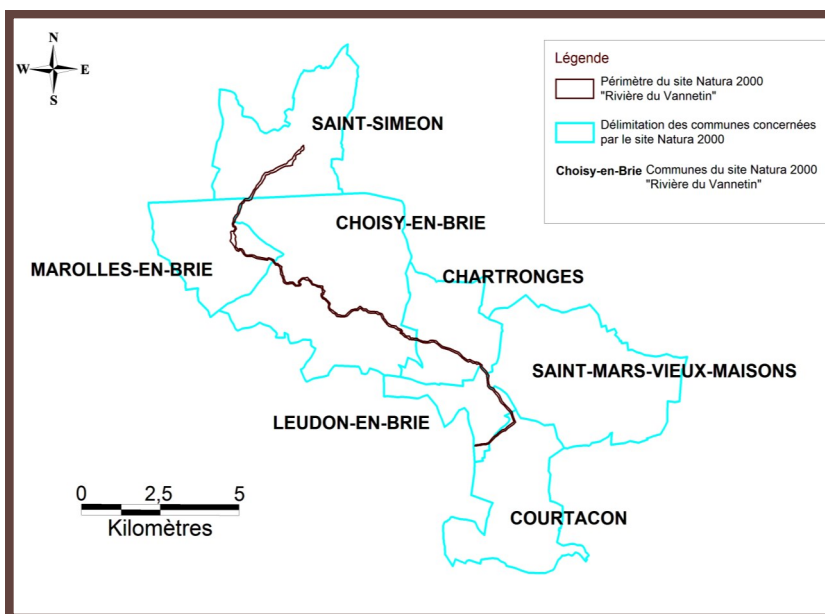 N
W E
S
Légende
Périmètre du site Natura 2000
"Rivière du Vannetin"
Délimitation des communes concernées
par le site Natura 2000
Choisy-en-Brie Communes du site Natura 2000
"Rivière du Vannetin"
SAINT-SIMEON
CHOISY-EN-BRIE
MAROLLES-EN-BRIE
CHARTRONGES
SAINT-MARS-VIEUX-MAISONS
LEUDON-EN-BRIE
COURTACON
0 2,5 5
Kilomètres